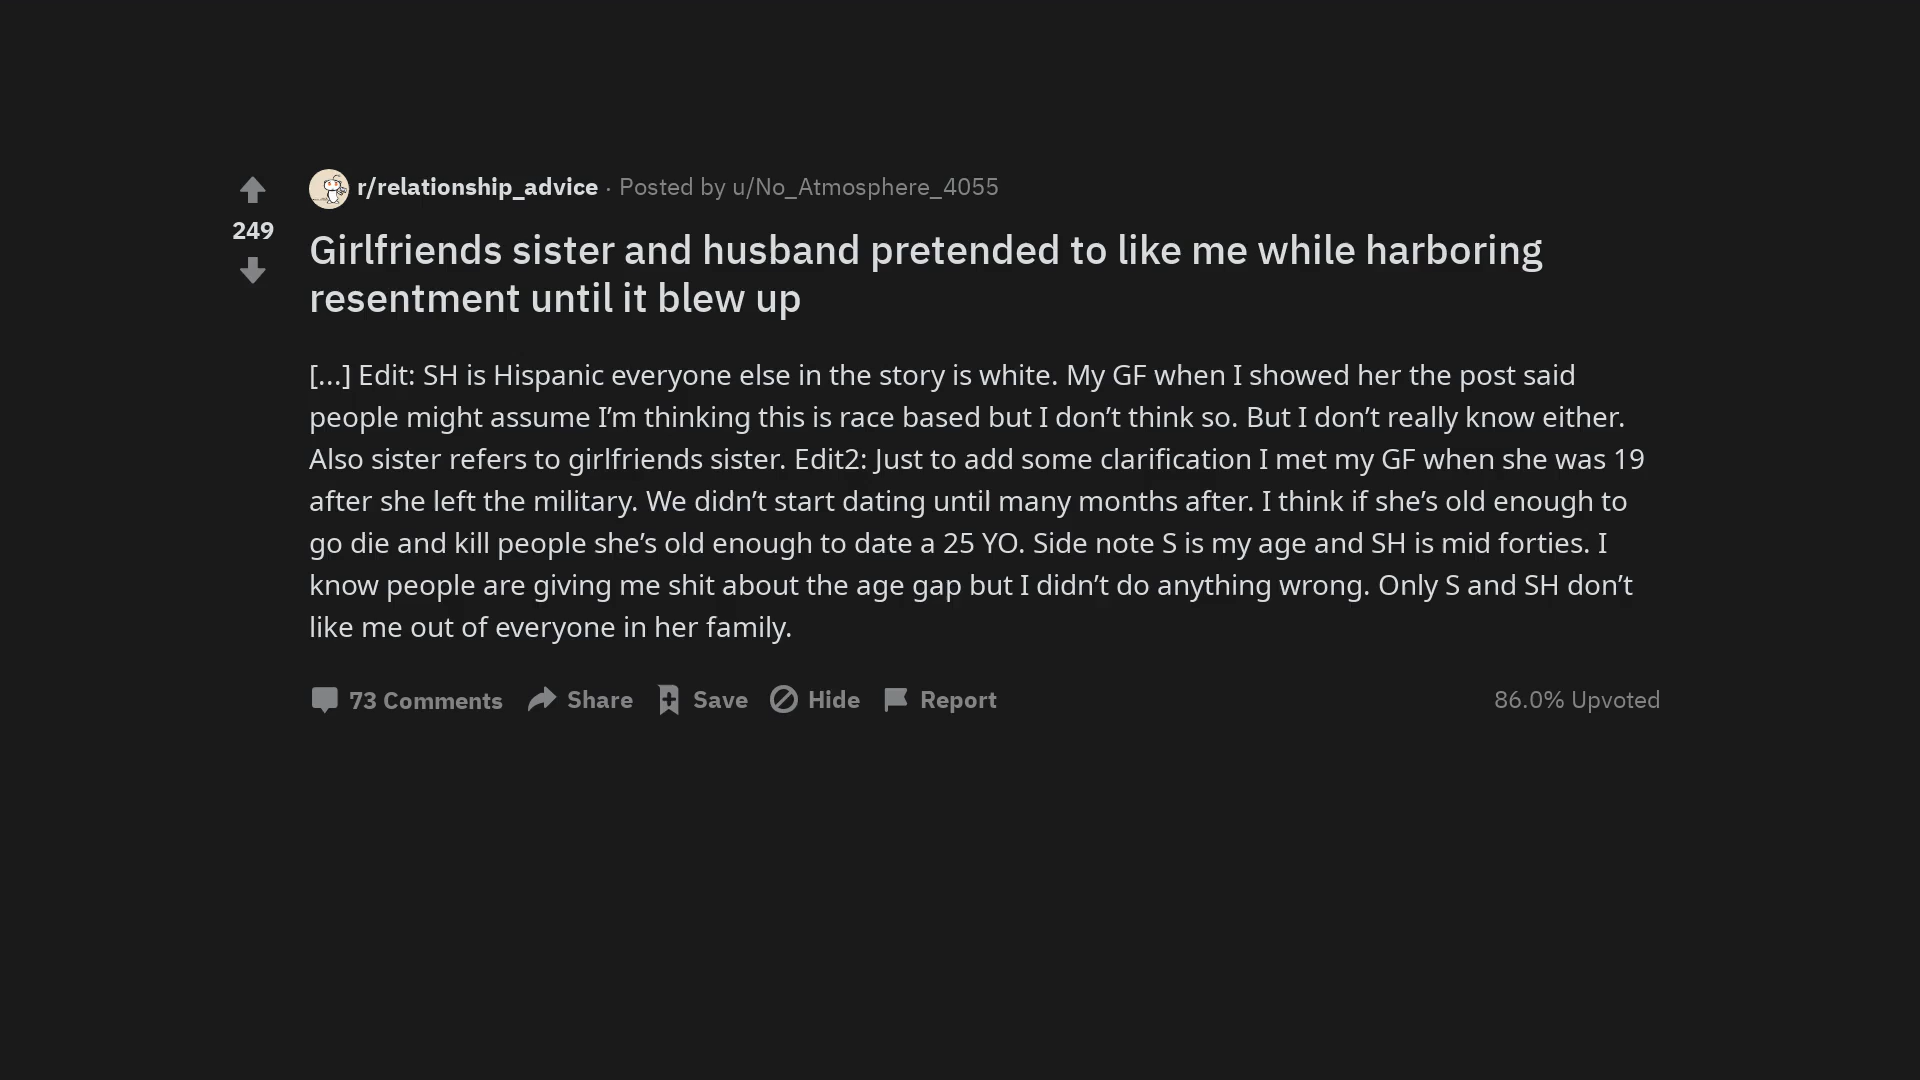 r/relationship_advice · Posted by u/No_Atmosphere_4055
249
Girlfriends sister and husband pretended to like me while harboring
resentment until it blew up
[...] Edit: SH is Hispanic everyone else in the story is white. My GF when I showed her the post said
people might assume I’m thinking this is race based but I don’t think so. But I don’t really know either.
Also sister refers to girlfriends sister. Edit2: Just to add some clarification I met my GF when she was 19
after she left the military. We didn’t start dating until many months after. I think if she’s old enough to
go die and kill people she’s old enough to date a 25 YO. Side note S is my age and SH is mid forties. I
know people are giving me shit about the age gap but I didn’t do anything wrong. Only S and SH don’t
like me out of everyone in her family.
73 Comments Share Save Hide Report 86.0% Upvoted